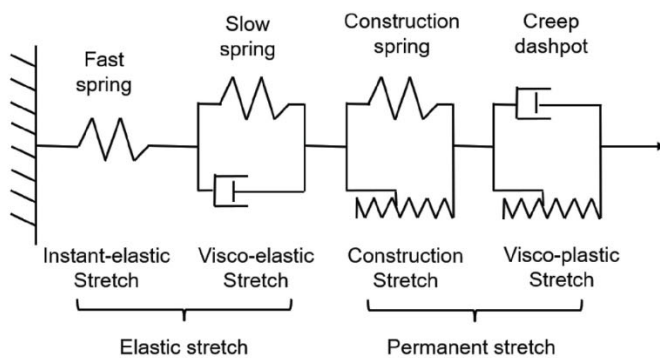 Fast
spring
Slow
spring
Construction
spring
Creep
dashpot
Instant-elastic
Stretch
Visco-elastic
Stretch
Construction
Stretch
Visco-plastic
Stretch
Elastic stretch
Permanent stretch